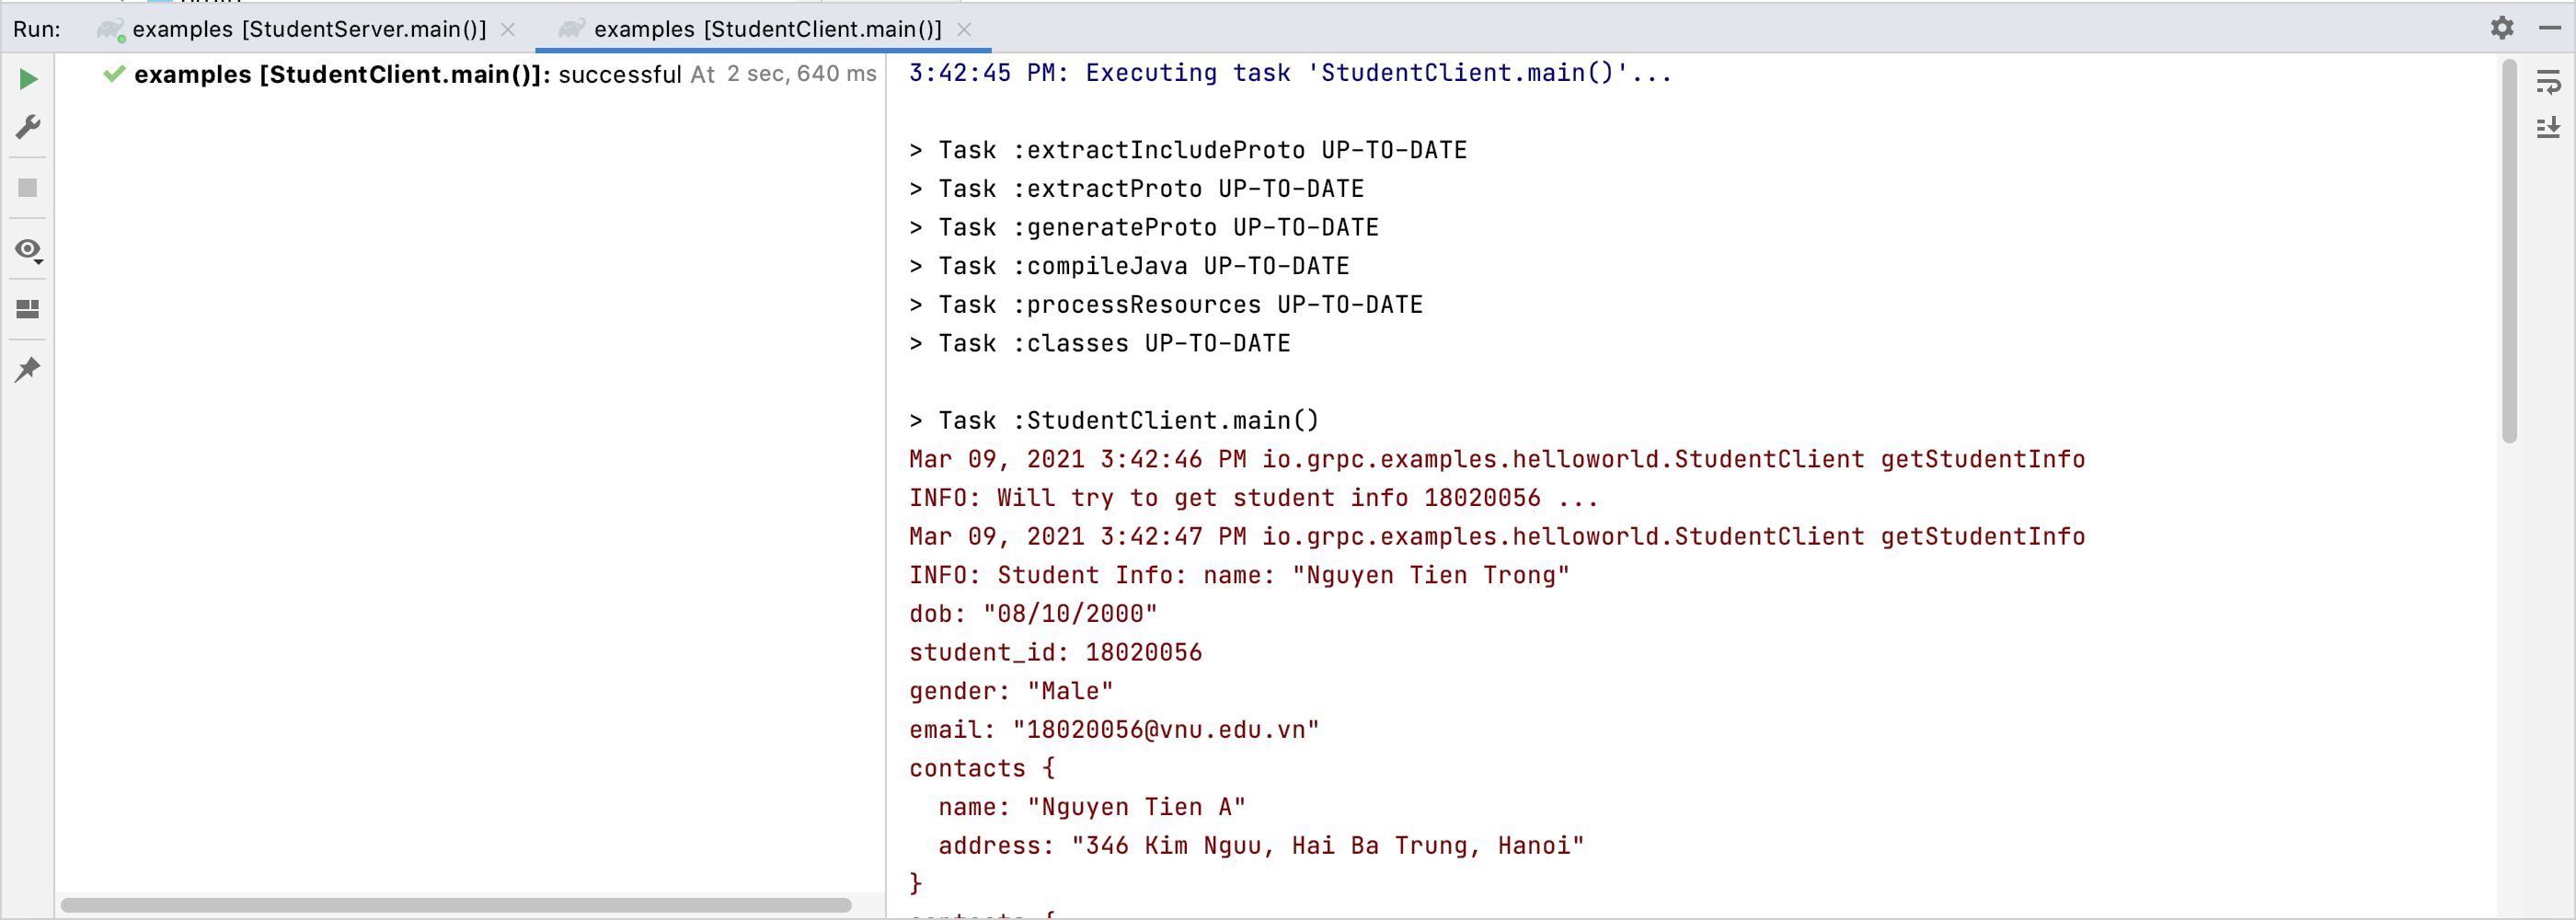 Run: examples [StudentServer.main()] examples [StudentClient.main()]
examples [StudentClient.main()]: successful At 2 sec, 640 ms
3:42:45 PM: Executing task 'StudentClient.main()'...
> Task :extractIncludeProto UP-TO-DATE
> Task :extractProto UP-TO-DATE
> Task :generateProto UP-TO-DATE
> Task :compileJava UP-TO-DATE
> Task :processResources UP-TO-DATE
> Task :classes UP-TO-DATE
> Task :StudentClient.main()
Mar 09, 2021 3:42:46 PM io.grpc.examples.helloworld.StudentClient getStudentInfo
INFO: Will try to get student info 18020056 ...
Mar 09, 2021 3:42:47 PM io.grpc.examples.helloworld.StudentClient getStudentInfo
INFO: Student Info: name: "Nguyen Tien Trong"
dob: "08/10/2000"
student_id: 18020056
gender: "Male"
email: "18020056@vnu.edu.vn"
contacts {
  name: "Nguyen Tien A"
  address: "346 Kim Nguu, Hai Ba Trung, Hanoi"
}